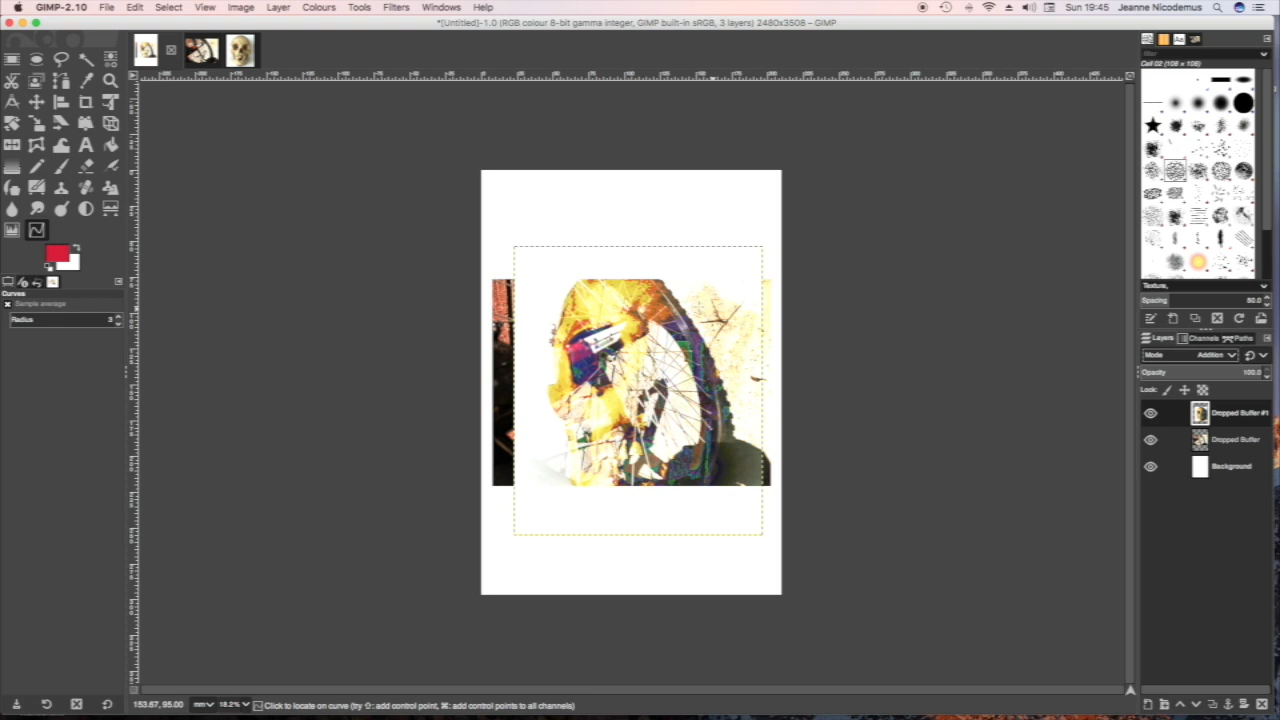 GIMP-2.10 File Edit Select View Image Layer Colours Tools Filters Windows Help Sun 19:45 Jeanne Nicodemus
*[Untitled]-1.0 (RGB colour 8-bit gamma integer, GIMP built-in sRGB, 3 layers) 2480x3508 – GIMP
filter
Cell 02 (108 × 108)
Curves
Sample average
Radius 3
Texture,
Spacing 50.0
Layers Channels Paths
Mode Addition
Opacity 100.0
Lock:
Dropped Buffer #1
Dropped Buffer
Background
153.67, 95.00 mm 18.2% Click to locate on curve (try ⇧: add control point, ⌘: add control points to all channels)